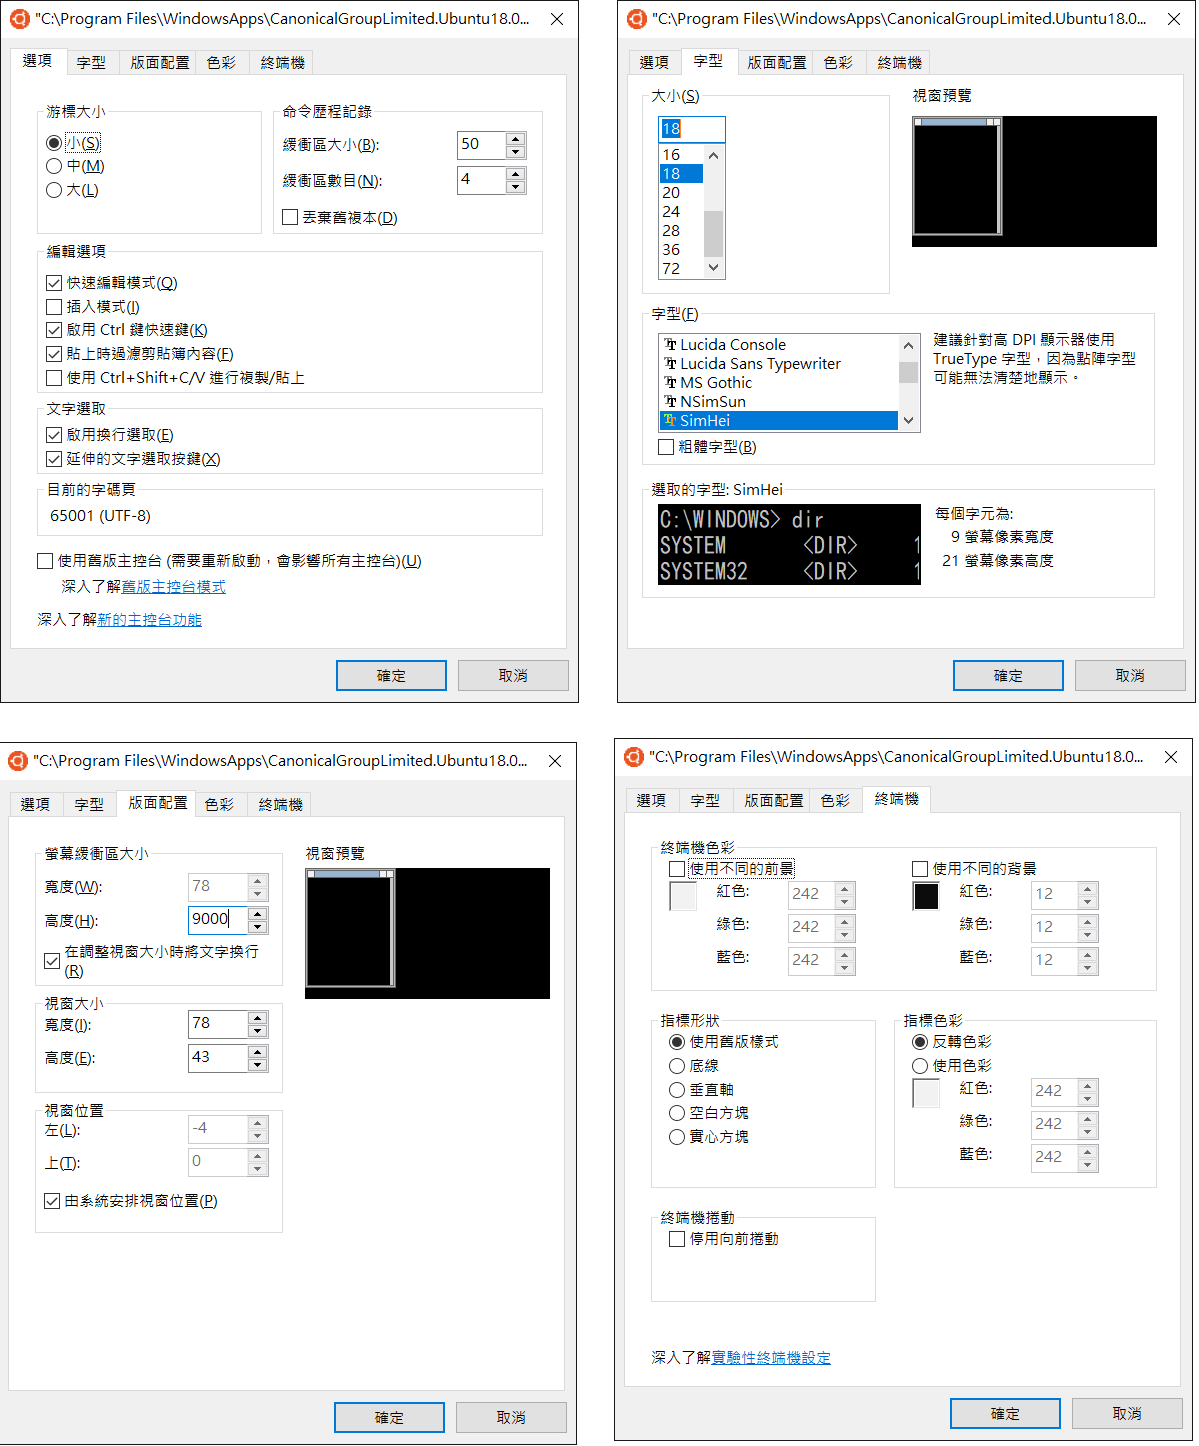 "C:\Program Files\WindowsApps\CanonicalGroupLimited.Ubuntu18.0...
選項 字型 版面配置 色彩 終端機
游標大小
小(S)
中(M)
大(L)
命令歷程記錄
緩衝區大小(B): 50
緩衝區數目(N): 4
丟棄舊複本(D)
編輯選項
快速編輯模式(Q)
插入模式(I)
啟用 Ctrl 鍵快速鍵(K)
貼上時過濾剪貼簿內容(F)
使用 Ctrl+Shift+C/V 進行複製/貼上
文字選取
啟用換行選取(E)
延伸的文字選取按鍵(X)
目前的字碼頁
65001 (UTF-8)
使用舊版主控台 (需要重新啟動，會影響所有主控台)(U)
深入了解舊版主控台模式
深入了解新的主控台功能
確定 取消
"C:\Program Files\WindowsApps\CanonicalGroupLimited.Ubuntu18.0...
選項 字型 版面配置 色彩 終端機
大小(S)
18
16
18
20
24
28
36
72
視窗預覽
字型(F)
Lucida Console
Lucida Sans Typewriter
MS Gothic
NSimSun
SimHei
粗體字型(B)
建議針對高 DPI 顯示器使用
TrueType 字型，因為點陣字型
可能無法清楚地顯示。
選取的字型: SimHei
C:\WINDOWS> dir
SYSTEM <DIR> 1
SYSTEM32 <DIR> 1
每個字元為:
9 螢幕像素寬度
21 螢幕像素高度
確定 取消
"C:\Program Files\WindowsApps\CanonicalGroupLimited.Ubuntu18.0...
選項 字型 版面配置 色彩 終端機
螢幕緩衝區大小
寬度(W): 78
高度(H): 9000
在調整視窗大小時將文字換行
(R)
視窗大小
寬度(I): 78
高度(E): 43
視窗位置
左(L): -4
上(T): 0
由系統安排視窗位置(P)
視窗預覽
確定 取消
"C:\Program Files\WindowsApps\CanonicalGroupLimited.Ubuntu18.0...
選項 字型 版面配置 色彩 終端機
終端機色彩
使用不同的前景
紅色: 242
綠色: 242
藍色: 242
使用不同的背景
紅色: 12
綠色: 12
藍色: 12
指標形狀
使用舊版樣式
底線
垂直軸
空白方塊
實心方塊
指標色彩
反轉色彩
使用色彩
紅色: 242
綠色: 242
藍色: 242
終端機捲動
停用向前捲動
深入了解實驗性終端機設定
確定 取消